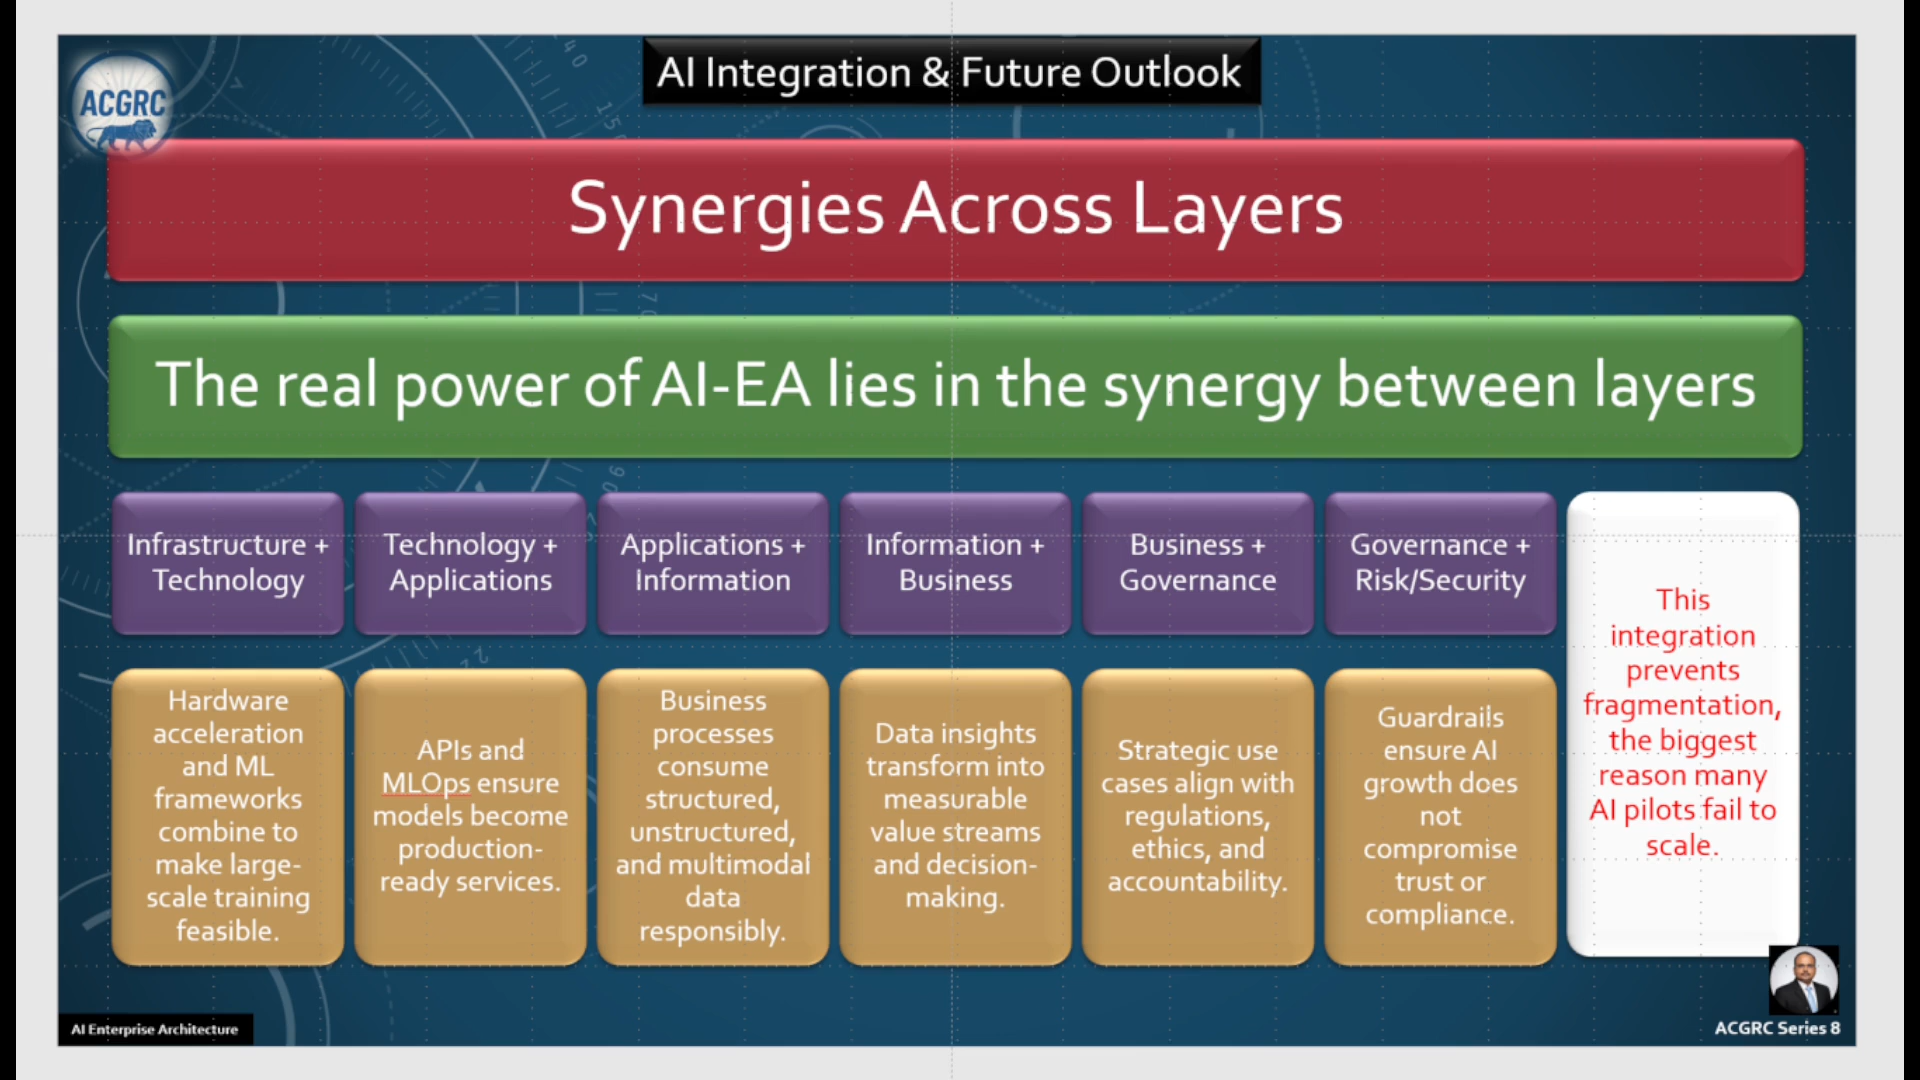 AI Integration & Future Outlook
ACGRC
Synergies Across Layers
The real power of AI-EA lies in the synergy between layers
Infrastructure +
Technology
Technology +
Applications
Applications +
Information
Information +
Business
Business +
Governance
Governance +
Risk/Security
Hardware
acceleration
and ML
frameworks
combine to
make large-
scale training
feasible.
APIs and
MLOps ensure
models become
production-
ready services.
Business
processes
consume
structured,
unstructured,
and multimodal
data
responsibly.
Data insights
transform into
measurable
value streams
and decision-
making.
Strategic use
cases align with
regulations,
ethics, and
accountability.
Guardrails
ensure AI
growth does
not
compromise
trust or
compliance.
This
integration
prevents
fragmentation,
the biggest
reason many
AI pilots fail to
scale.
AI Enterprise Architecture
ACGRC Series 8